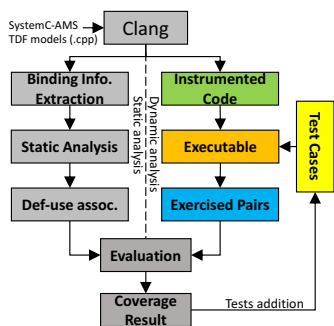 SystemC-AMS
TDF models (.cpp)
Clang
Binding Info.
Extraction
Instrumented
Code
Static analysis
Dynamic analysis
Static Analysis
Executable
Test Cases
Def-use assoc.
Exercised Pairs
Evaluation
Coverage
Result
Tests addition